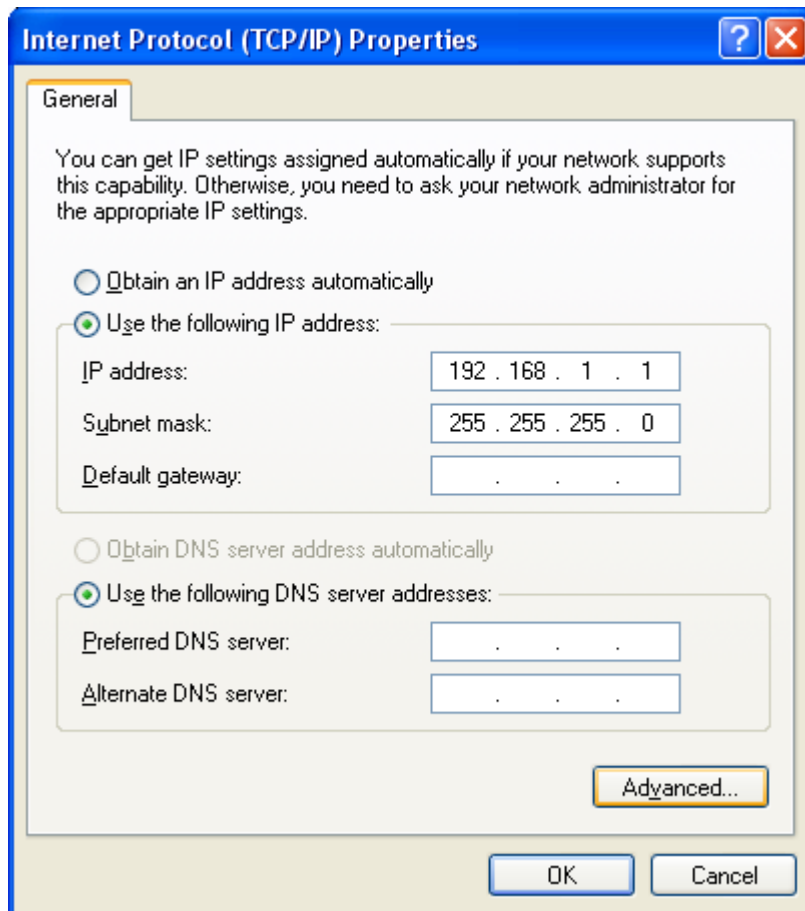 Internet Protocol (TCP/IP) Properties
?
General
You can get IP settings assigned automatically if your network supports
this capability. Otherwise, you need to ask your network administrator for
the appropriate IP settings.
Obtain an IP address automatically
Use the following IP address:
IP address: 192 . 168 . 1 . 1
Subnet mask: 255 . 255 . 255 . 0
Default gateway: . . .
Obtain DNS server address automatically
Use the following DNS server addresses:
Preferred DNS server: . . .
Alternate DNS server: . . .
Advanced...
OK Cancel